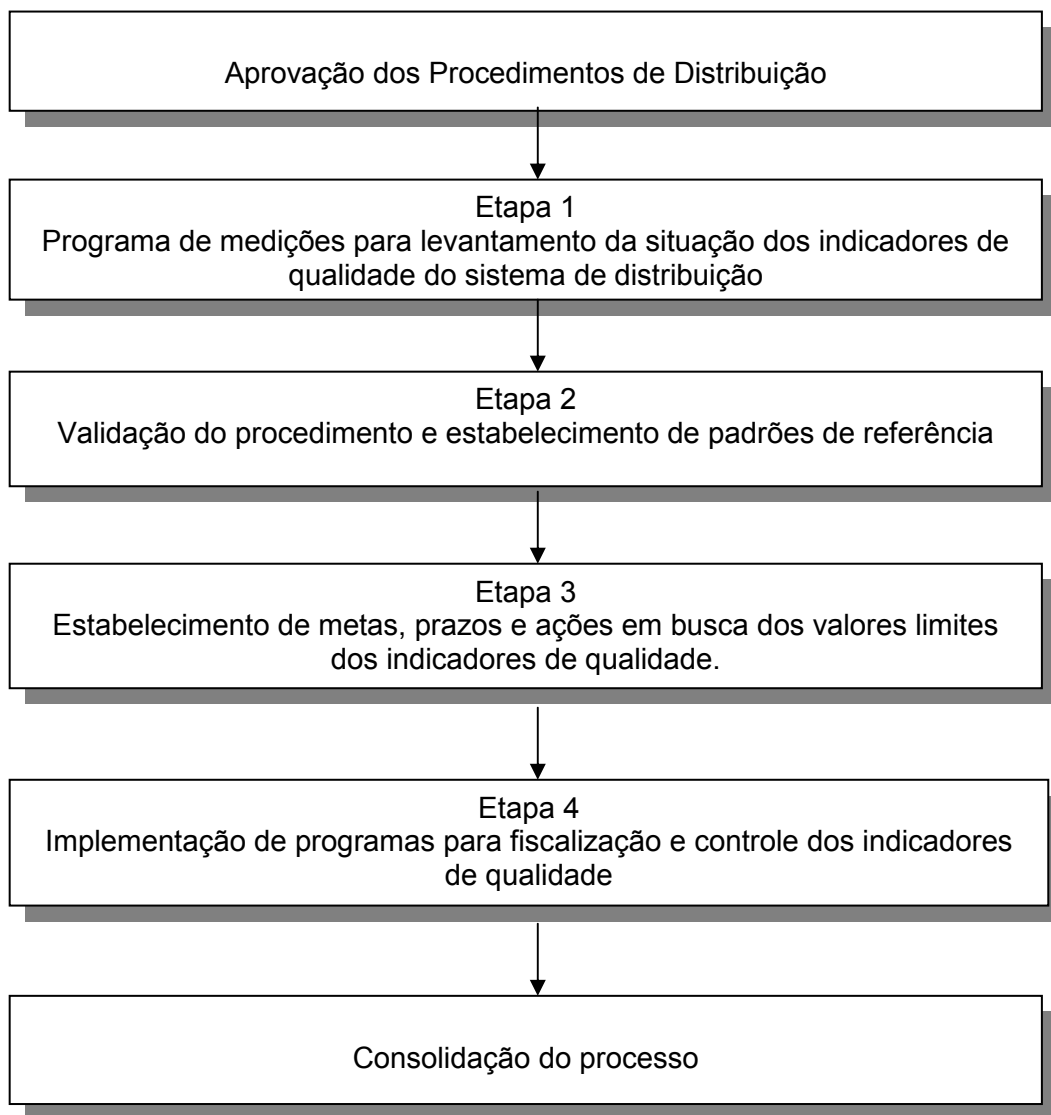 Aprovação dos Procedimentos de Distribuição
Etapa 1
Programa de medições para levantamento da situação dos indicadores de
qualidade do sistema de distribuição
Etapa 2
Validação do procedimento e estabelecimento de padrões de referência
Etapa 3
Estabelecimento de metas, prazos e ações em busca dos valores limites
dos indicadores de qualidade.
Etapa 4
Implementação de programas para fiscalização e controle dos indicadores
de qualidade
Consolidação do processo